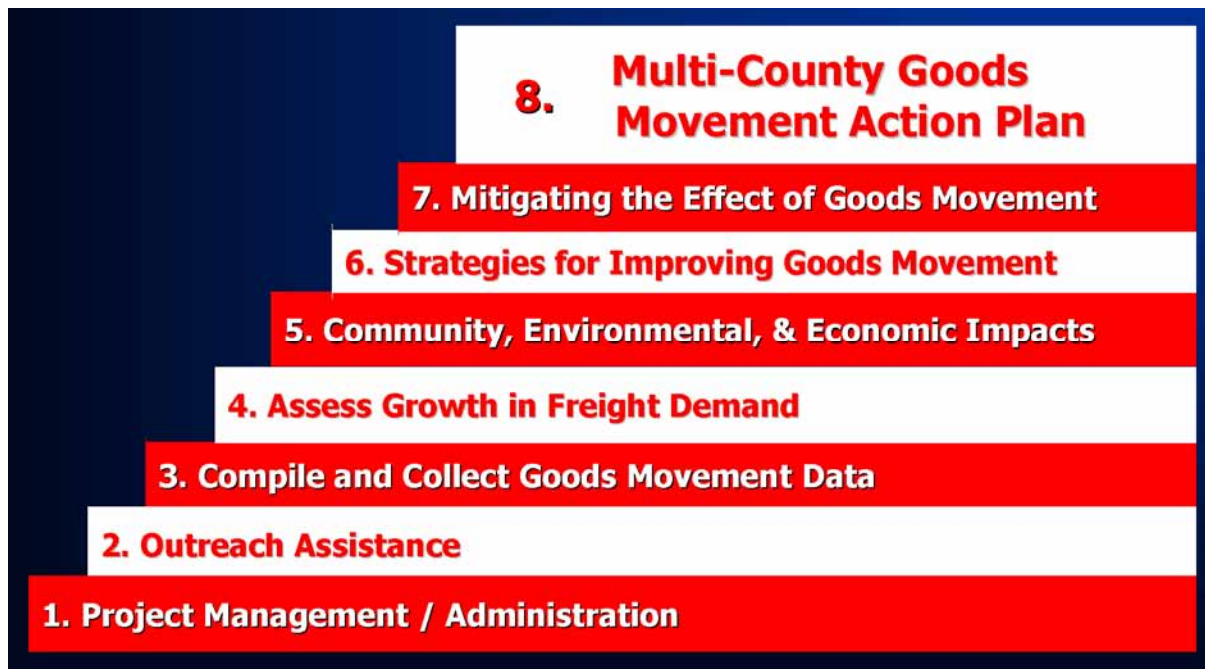 8. Multi-County Goods
Movement Action Plan
7. Mitigating the Effect of Goods Movement
6. Strategies for Improving Goods Movement
5. Community, Environmental, & Economic Impacts
4. Assess Growth in Freight Demand
3. Compile and Collect Goods Movement Data
2. Outreach Assistance
1. Project Management / Administration